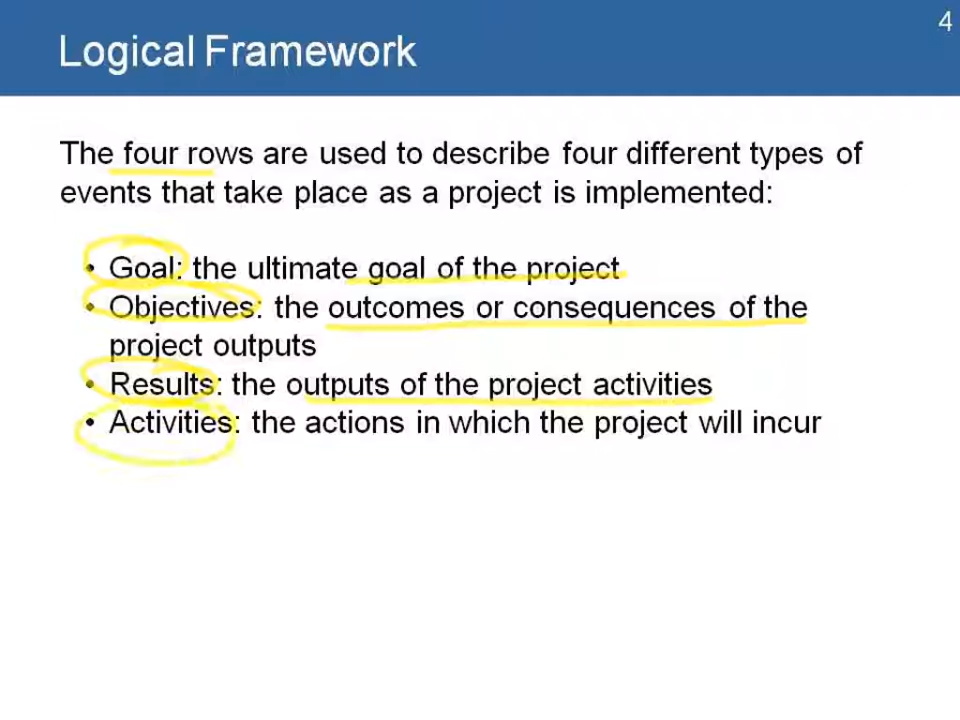 4
Logical Framework
The four rows are used to describe four different types of
events that take place as a project is implemented:
• Goal: the ultimate goal of the project
• Objectives: the outcomes or consequences of the
project outputs
• Results: the outputs of the project activities
• Activities: the actions in which the project will incur